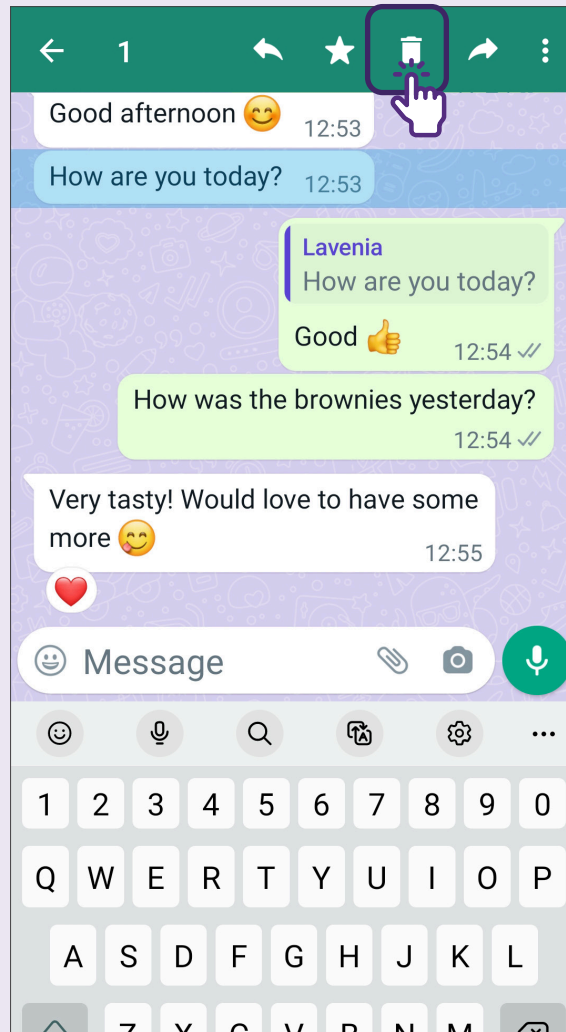 1
Good afternoon 😊 12:53
How are you today? 12:53
Lavenia
How are you today?
Good 👍 12:54
How was the brownies yesterday?
12:54
Very tasty! Would love to have some
more 😋 12:55
Message
1 2 3 4 5 6 7 8 9 0
Q W E R T Y U I O P
A S D F G H J K L
Z X C V B N M